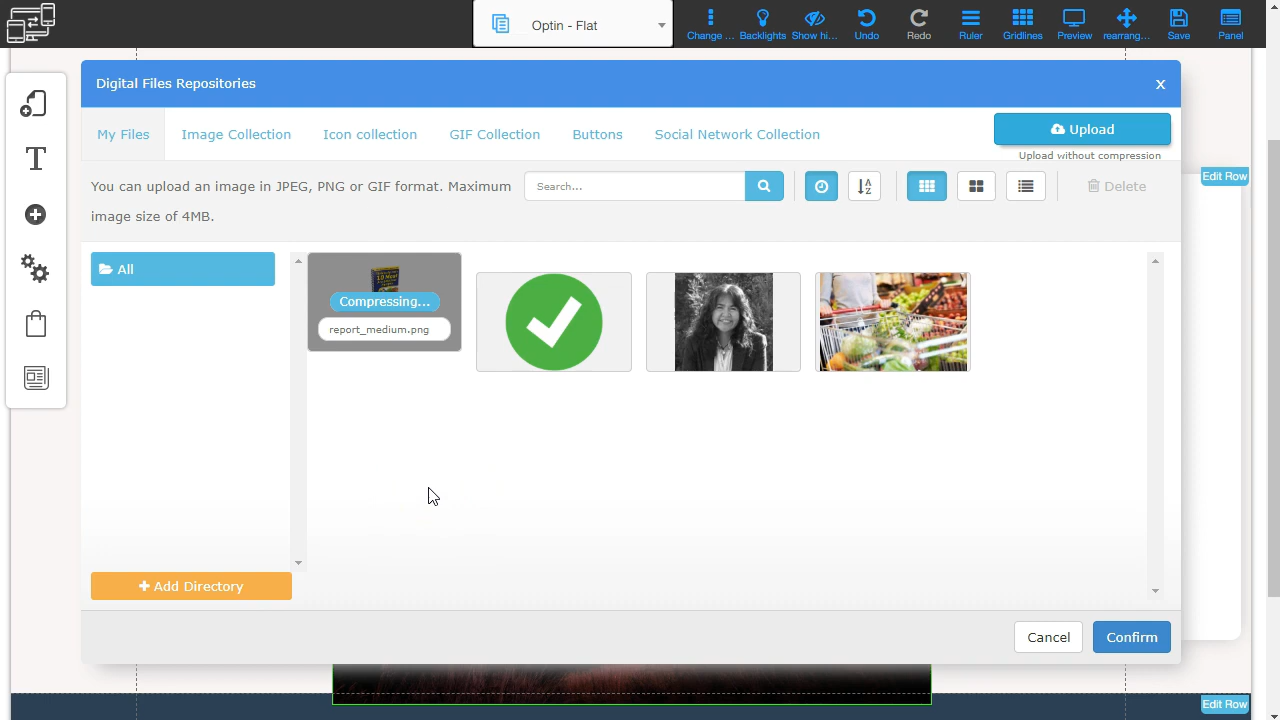 Optin - Flat
Change ...
Backlights
Show hi...
Undo
Redo
Ruler
Gridlines
Preview
rearrang...
Save
Panel
Digital Files Repositories
x
My Files
Image Collection
Icon collection
GIF Collection
Buttons
Social Network Collection
Upload
Upload without compression
You can upload an image in JPEG, PNG or GIF format. Maximum
image size of 4MB.
Search...
Delete
Edit Row
All
Compressing...
report_medium.png
Add Directory
Cancel
Confirm
Edit Row